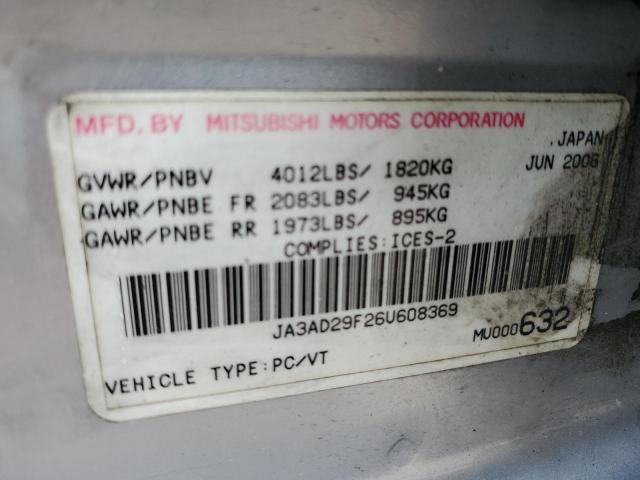 MFD. BY MITSUBISHI MOTORS CORPORATION
JAPAN
GVWR/PNBV 4012LBS/ 1820KG JUN 2006
GAWR/PNBE FR 2083LBS/ 945KG
GAWR/PNBE RR 1973LBS/ 895KG
COMPLIES:ICES-2
JA3AD29F26U608369
MU000632
VEHICLE TYPE:PC/VT